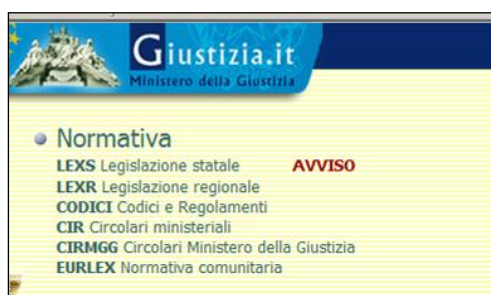 Giustizia.it
Ministero della Giustizia
Normativa
LEXS Legislazione statale AVVISO
LEXR Legislazione regionale
CODICI Codici e Regolamenti
CIR Circolari ministeriali
CIRMGG Circolari Ministero della Giustizia
EURLEX Normativa comunitaria